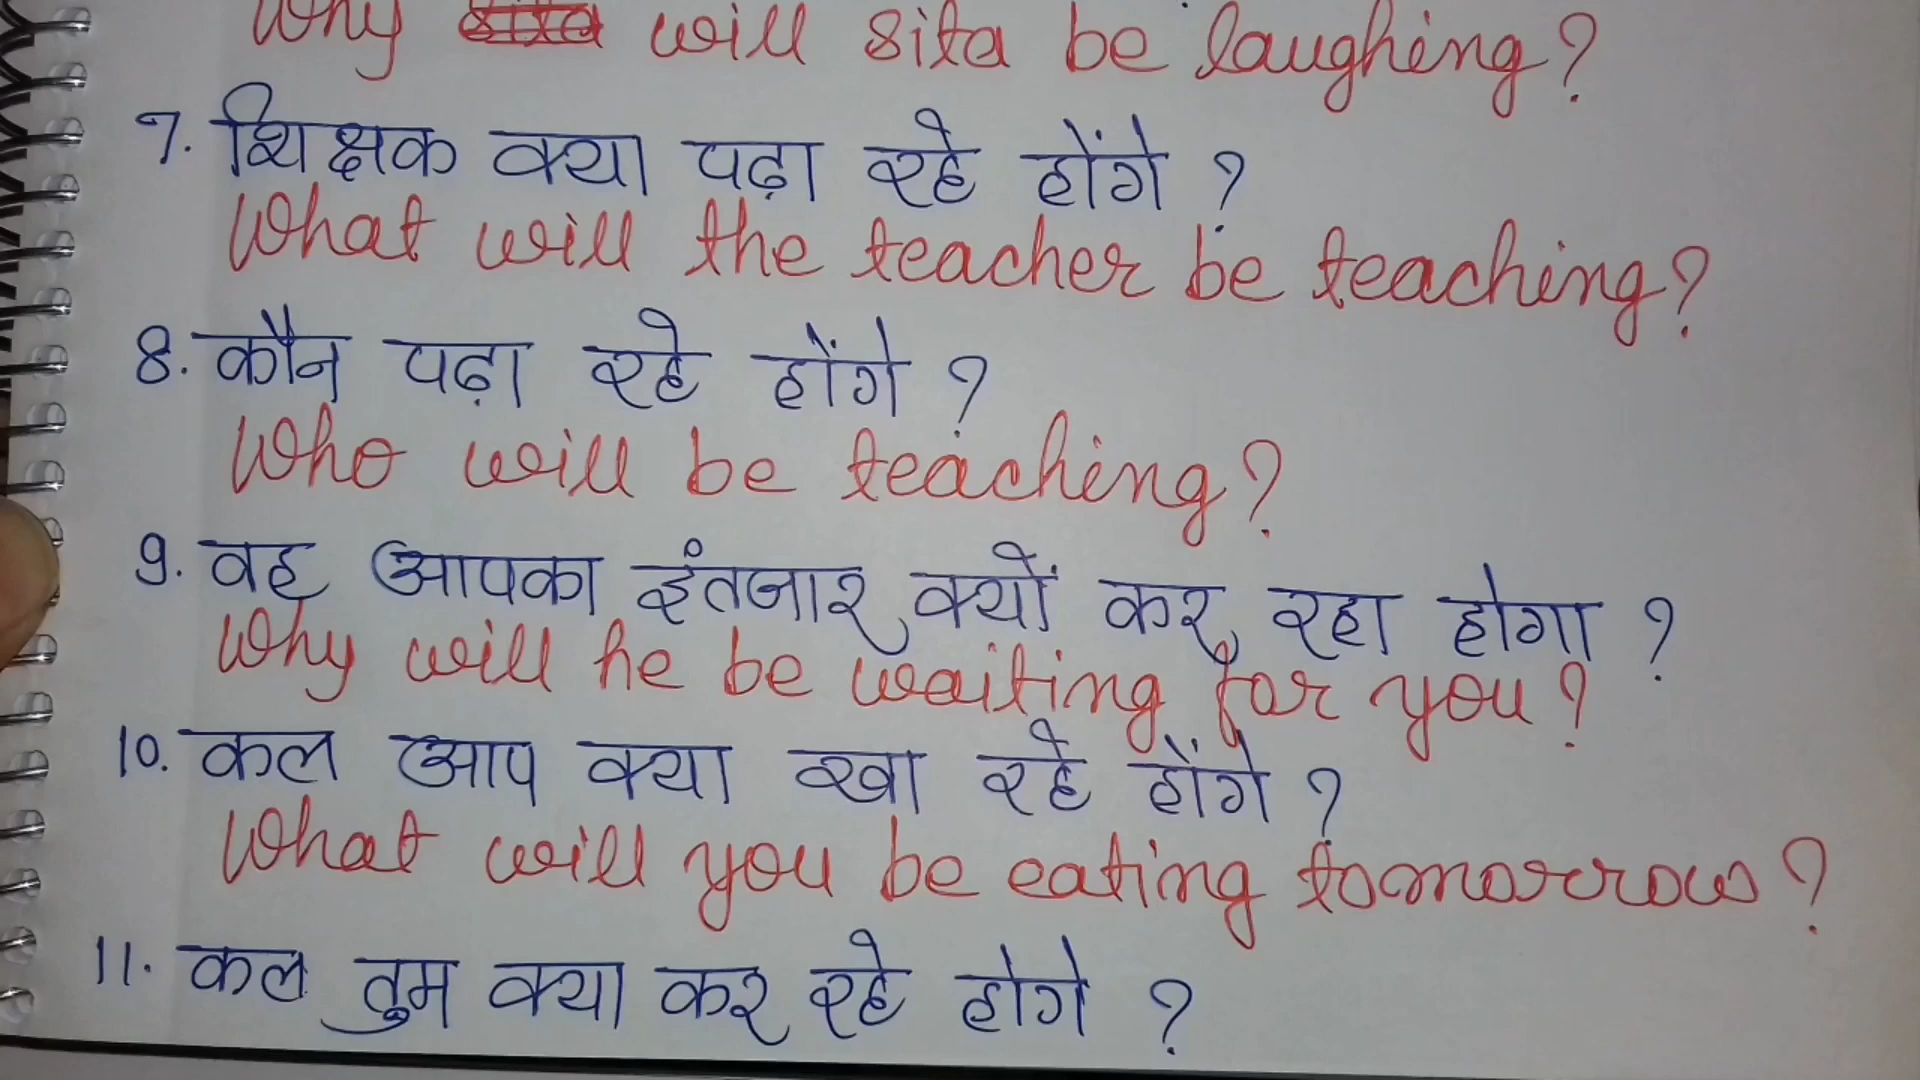 Why will sita be laughing?
7. शिक्षक क्या पढ़ा रहे होंगे ?
What will the teacher be teaching?
8. कौन पढ़ा रहे होंगे ?
Who will be teaching?
9. वह आपका इंतजार क्यों कर रहा होगा ?
Why will he be waiting for you?
10. कल आप क्या खा रहे होंगे ?
What will you be eating tomorrow?
11. कल तुम क्या कर रहे होगे ?